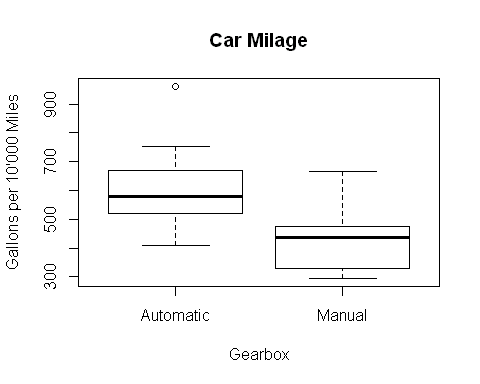 Car Milage
Gallons per 10'000 Miles
900
700
500
300
Automatic
Manual
Gearbox